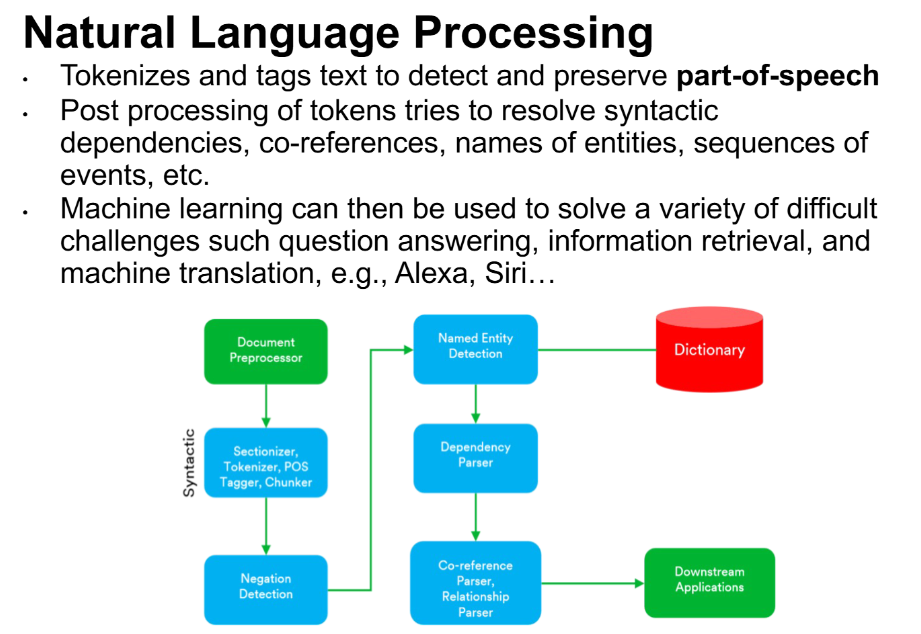 Natural Language Processing
• Tokenizes and tags text to detect and preserve part-of-speech
• Post processing of tokens tries to resolve syntactic
dependencies, co-references, names of entities, sequences of
events, etc.
• Machine learning can then be used to solve a variety of difficult
challenges such question answering, information retrieval, and
machine translation, e.g., Alexa, Siri…
Document
Preprocessor
Syntactic
Sectionizer,
Tokenizer, POS
Tagger, Chunker
Negation
Detection
Named Entity
Detection
Dictionary
Dependency
Parser
Co-reference
Parser,
Relationship
Parser
Downstream
Applications